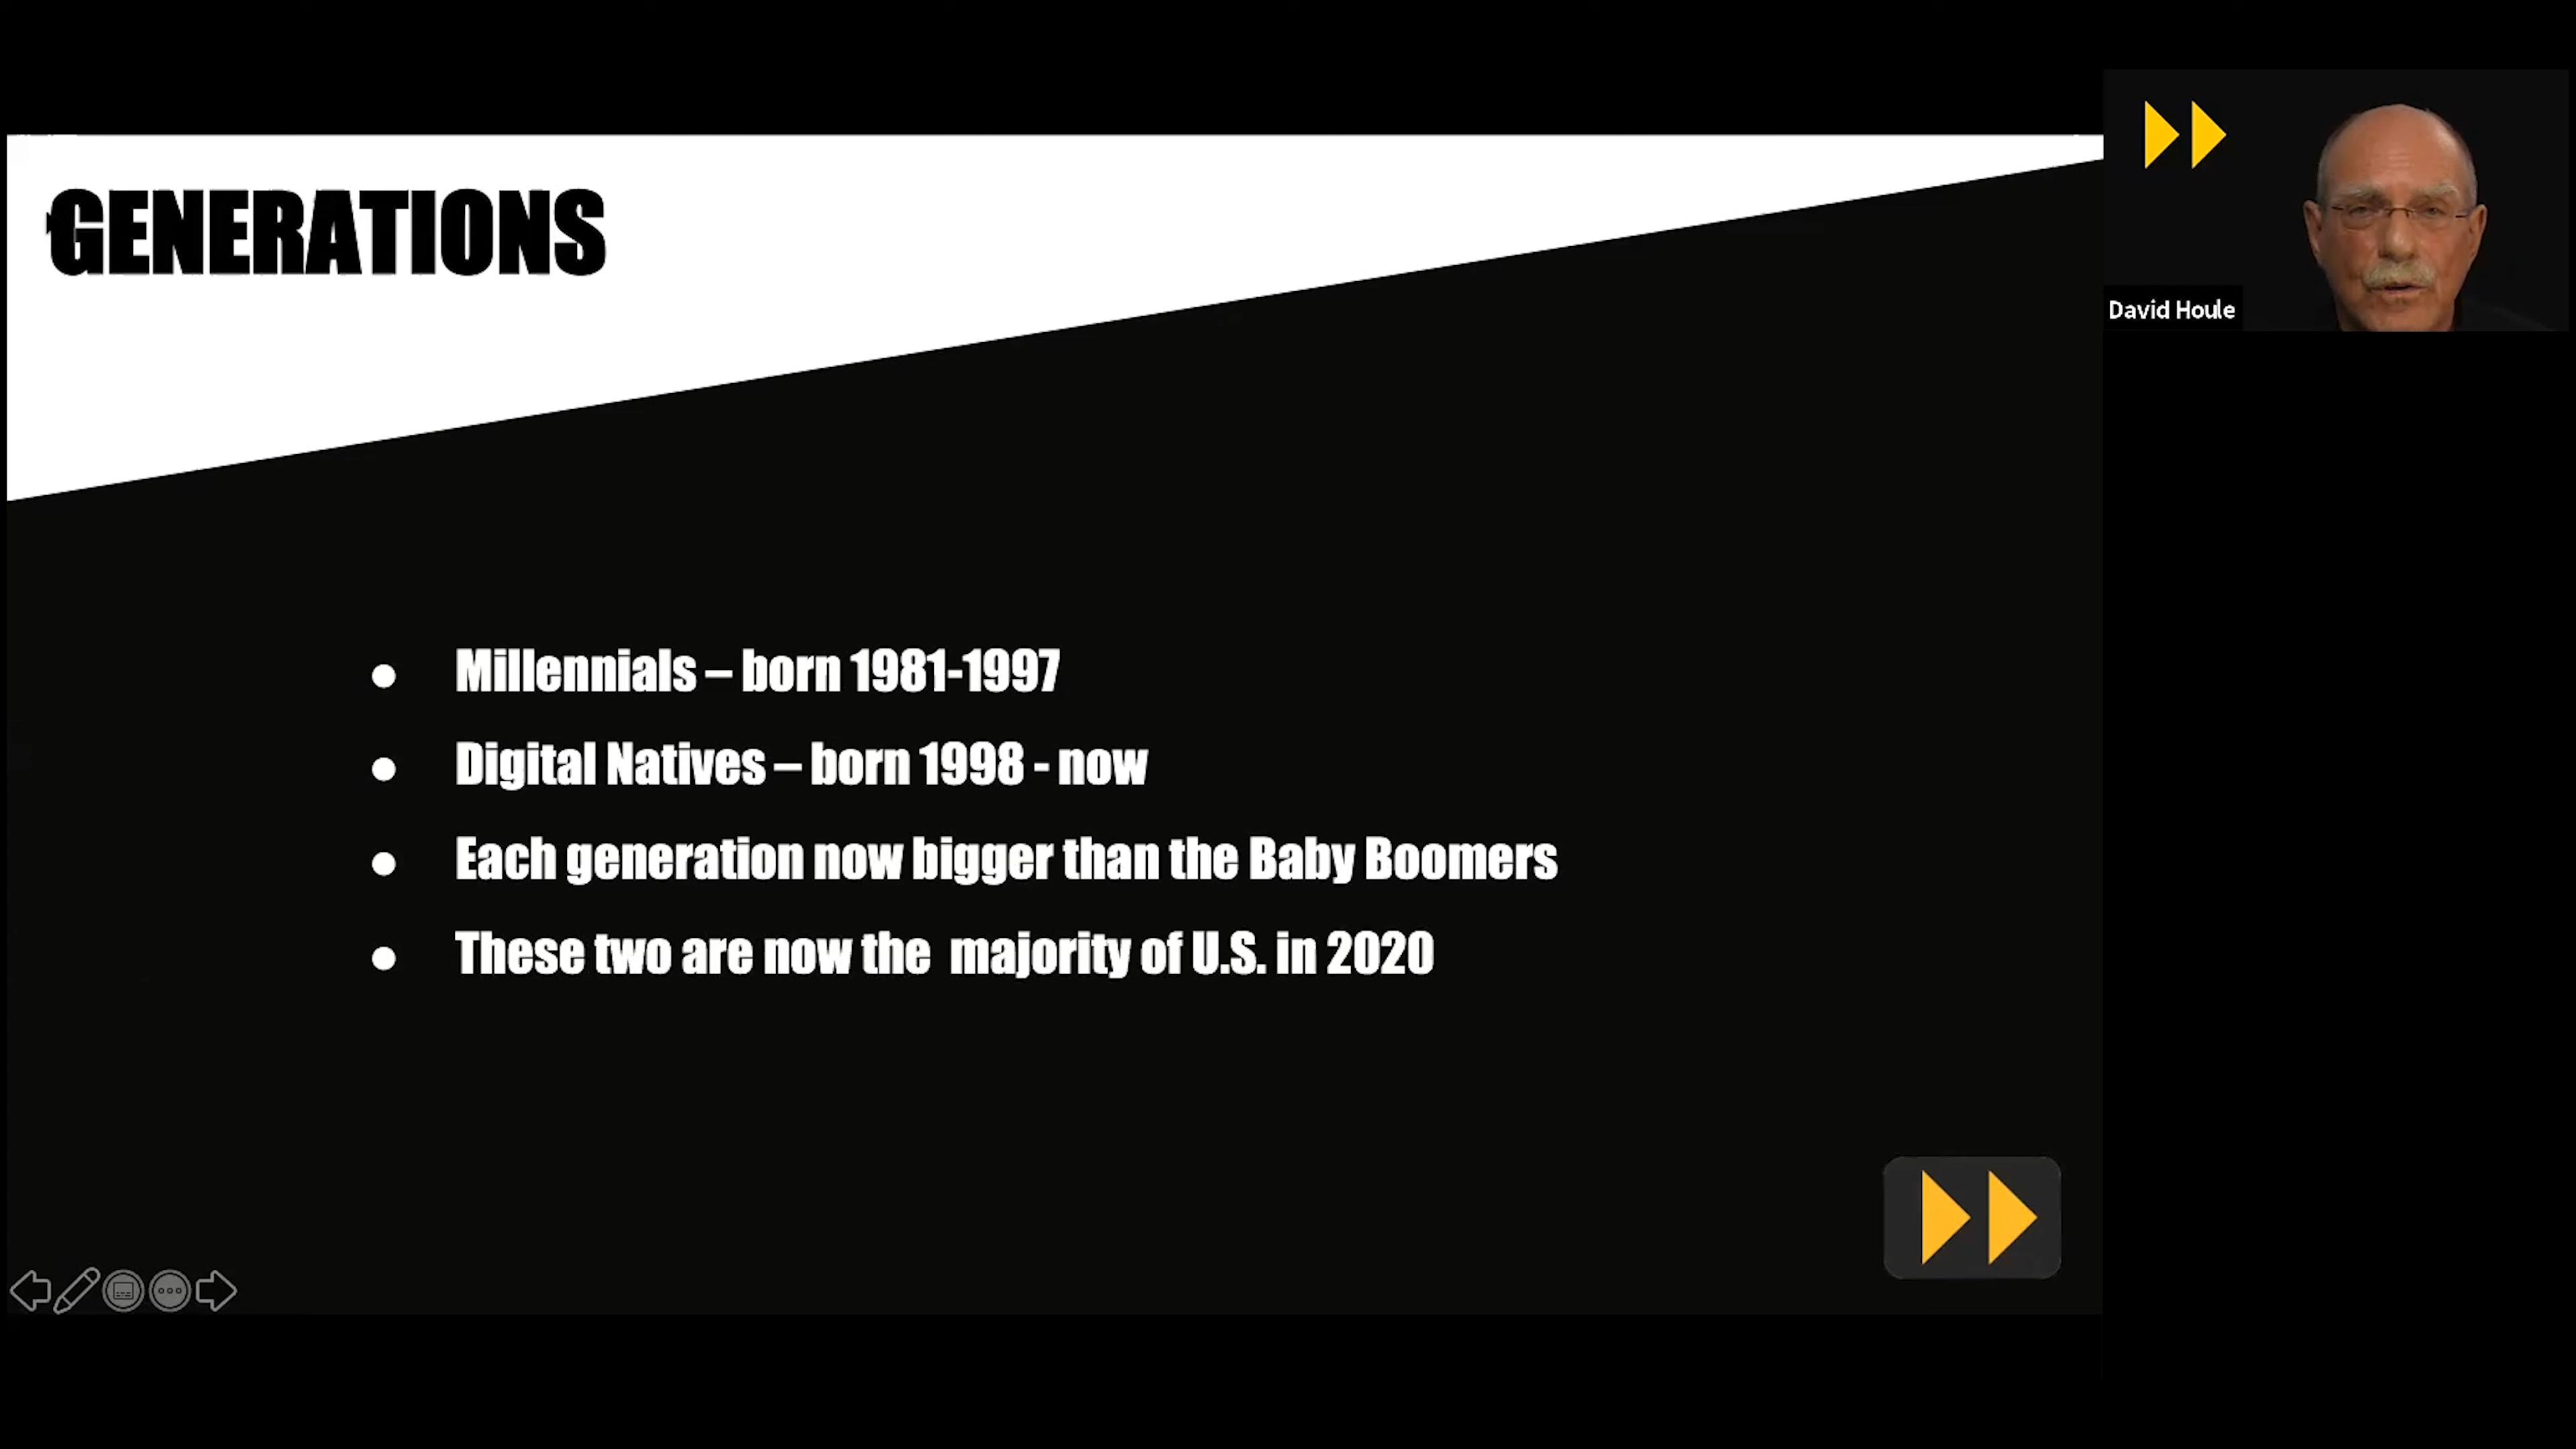 GENERATIONS
David Houle
● Millennials – born 1981-1997
● Digital Natives – born 1998 - now
● Each generation now bigger than the Baby Boomers
● These two are now the majority of U.S. in 2020